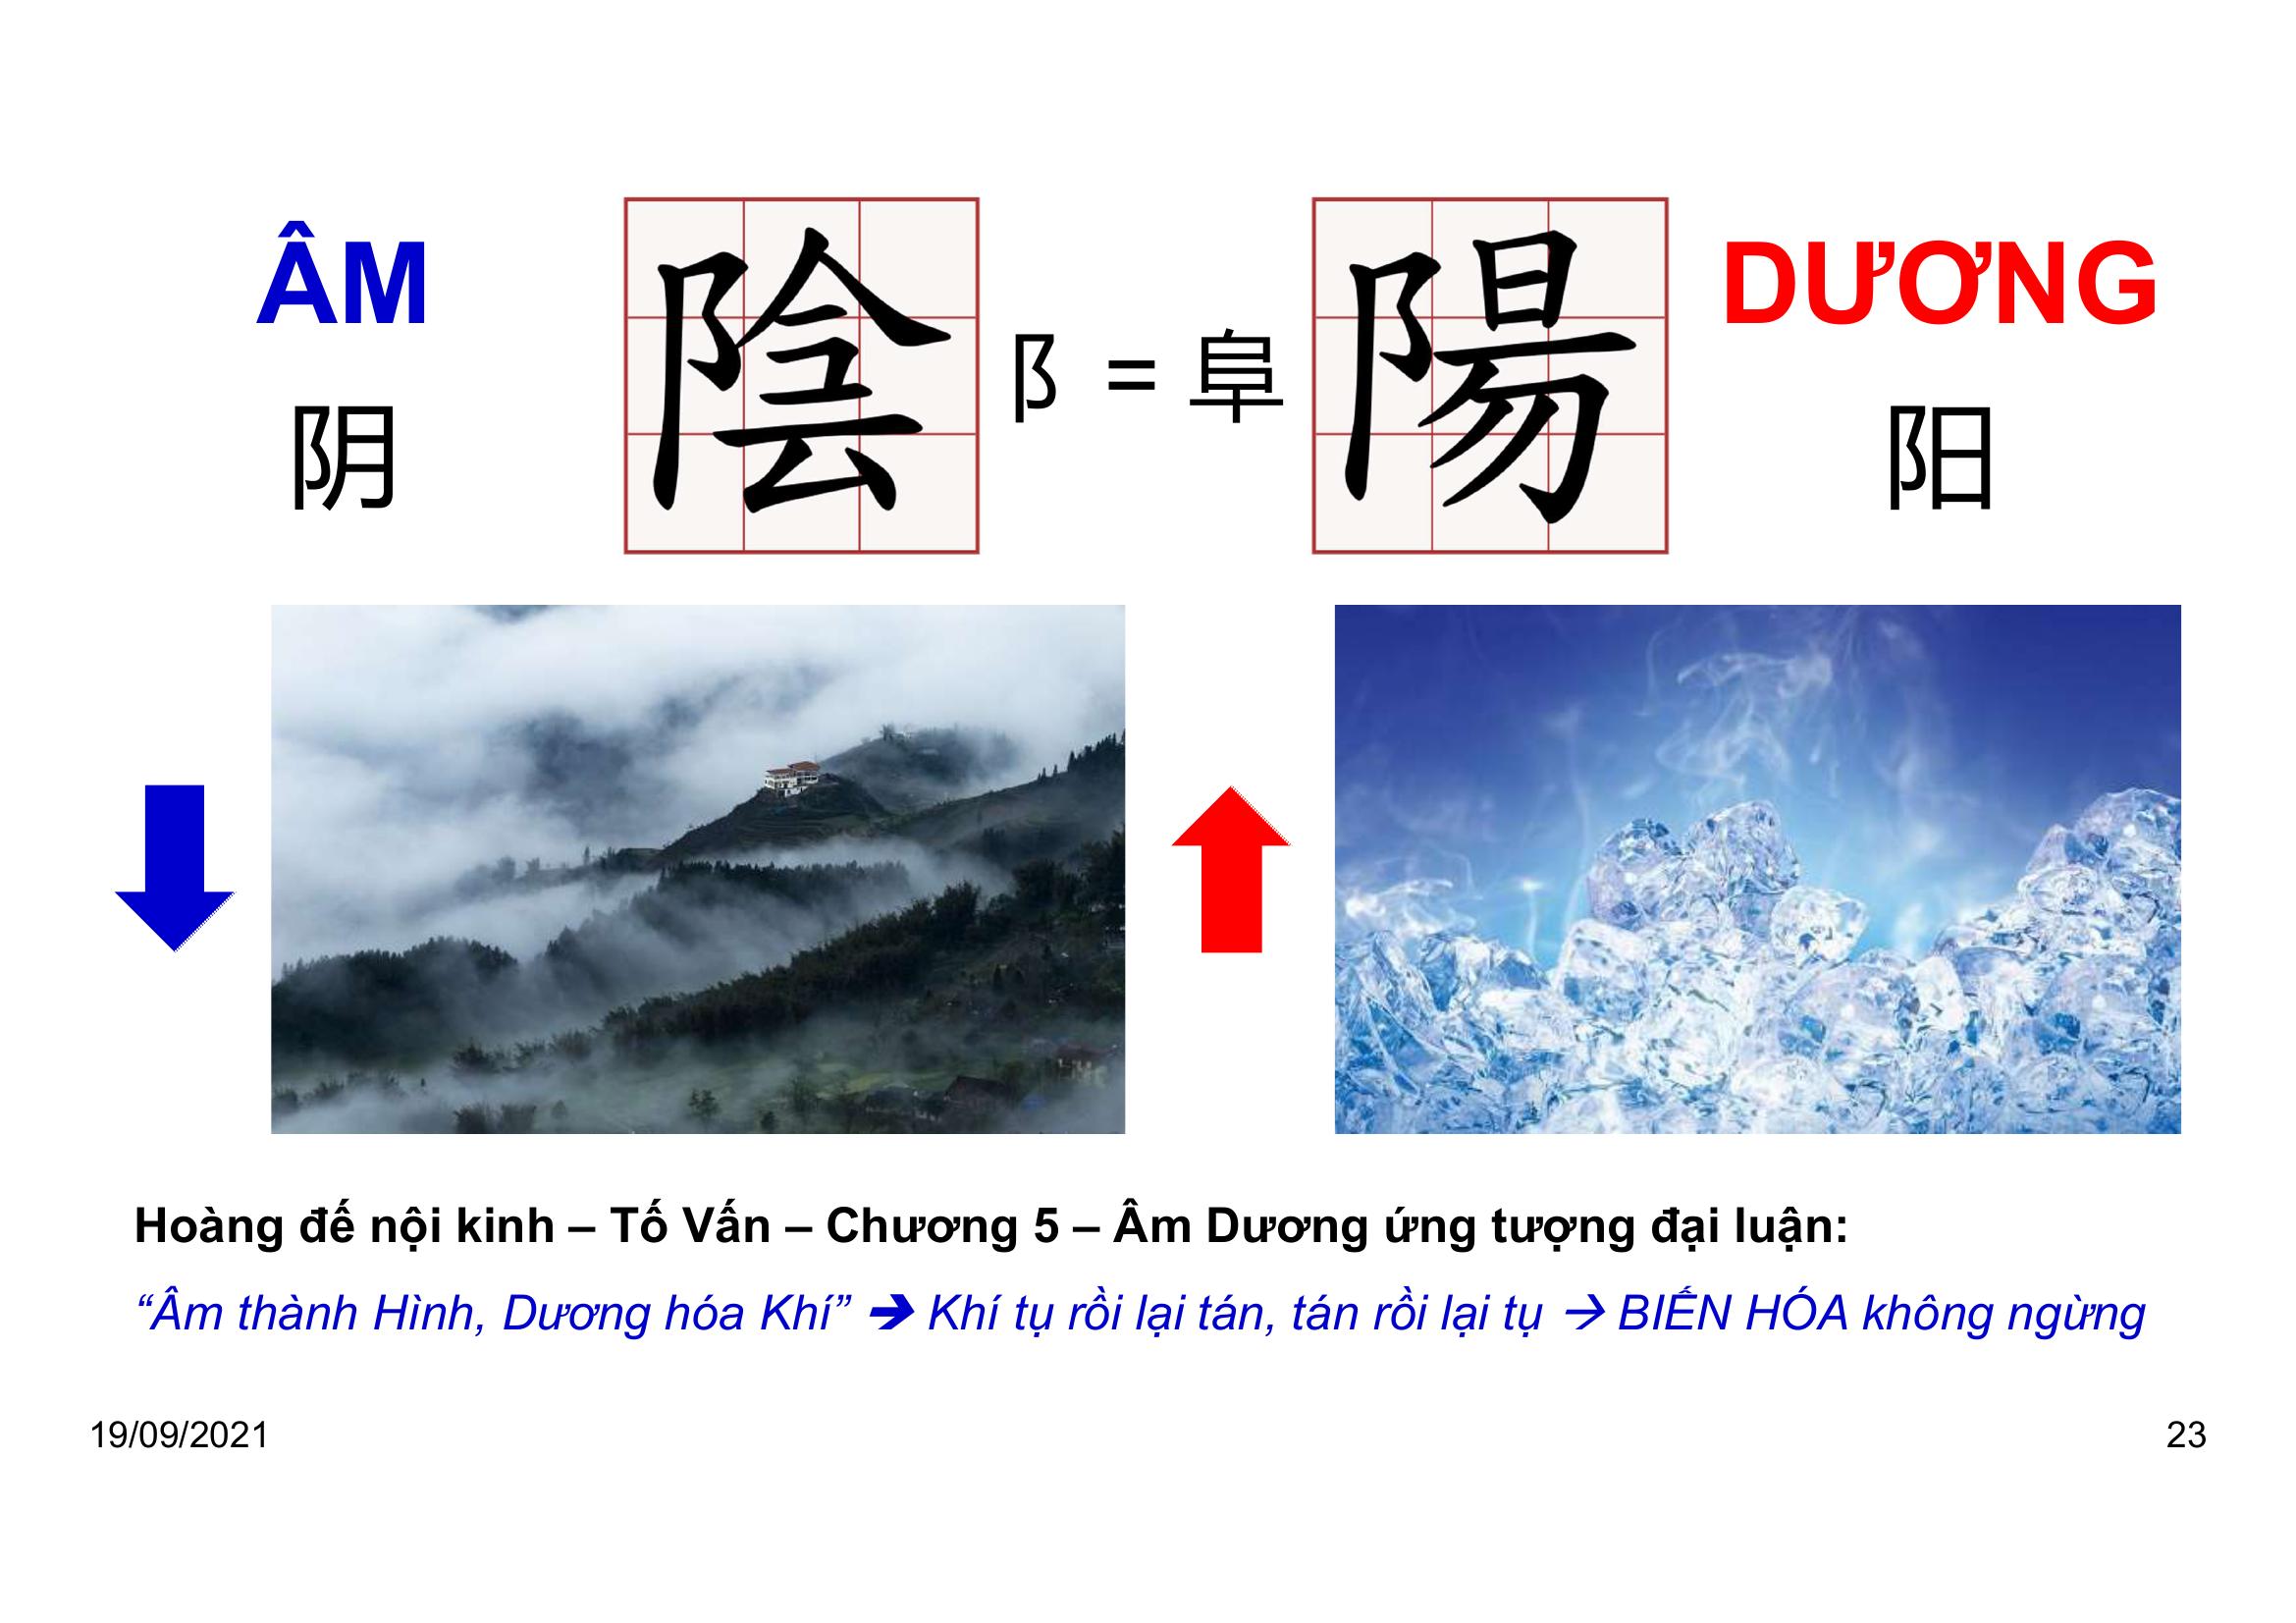 ÂM
阴
陰
阝 = 阜
陽
DƯƠNG
阳
Hoàng đế nội kinh – Tố Vấn – Chương 5 – Âm Dương ứng tượng đại luận:
“Âm thành Hình, Dương hóa Khí” ➔ Khí tụ rồi lại tán, tán rồi lại tụ → BIẾN HÓA không ngừng
19/09/2021
23